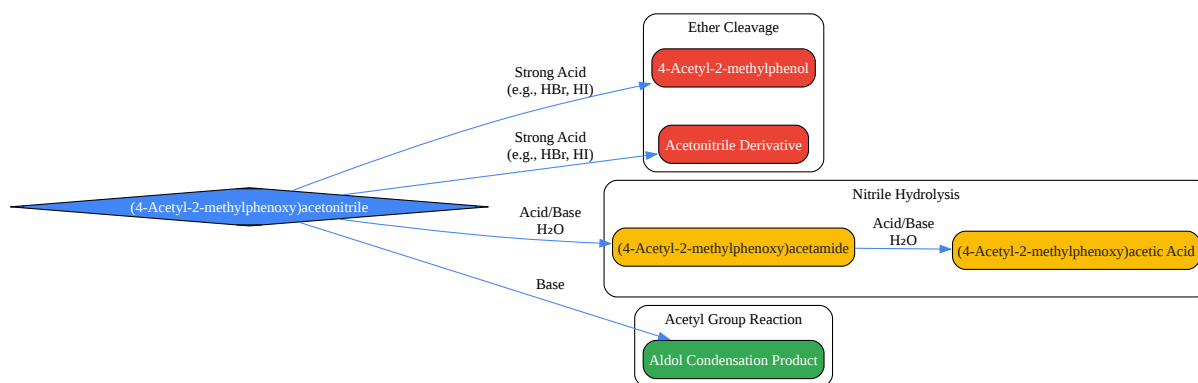 Ether Cleavage
4-Acetyl-2-methylphenol
Strong Acid
(e.g., HBr, HI)
Strong Acid
(e.g., HBr, HI)
Acetonitrile Derivative
(4-Acetyl-2-methylphenoxy)acetonitrile
Nitrile Hydrolysis
Acid/Base
H₂O
(4-Acetyl-2-methylphenoxy)acetamide
Acid/Base
H₂O
(4-Acetyl-2-methylphenoxy)acetic Acid
Base
Acetyl Group Reaction
Aldol Condensation Product